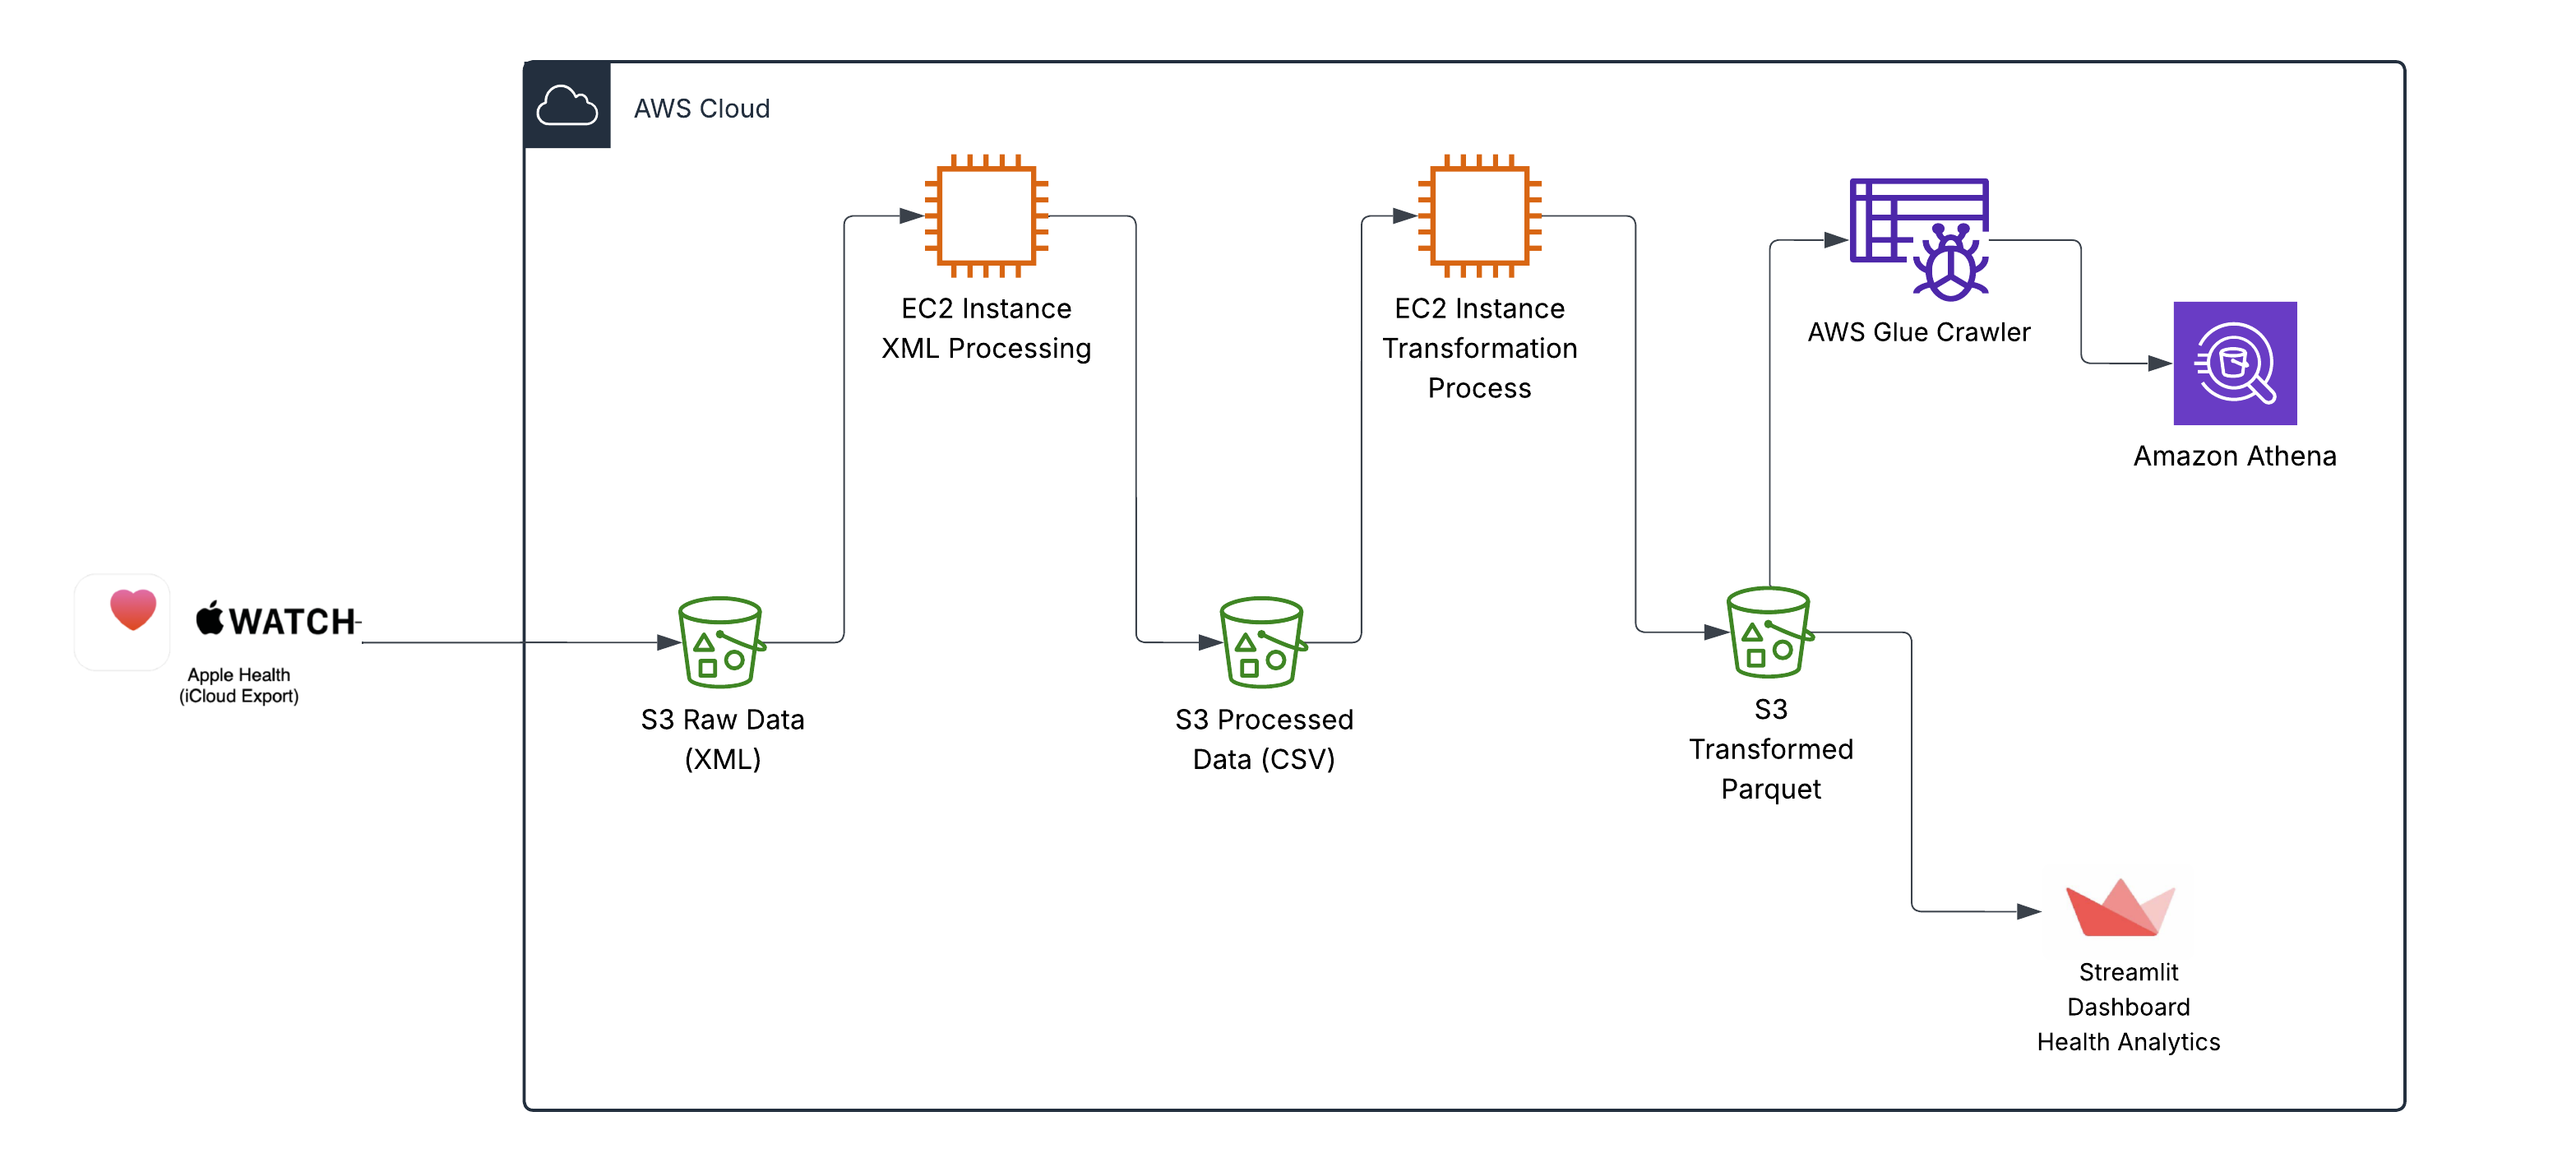 AWS Cloud
EC2 Instance
XML Processing
EC2 Instance
Transformation
Process
AWS Glue Crawler
Amazon Athena
WATCH
Apple Health
(iCloud Export)
S3 Raw Data
(XML)
S3 Processed
Data (CSV)
S3
Transformed
Parquet
Streamlit
Dashboard
Health Analytics